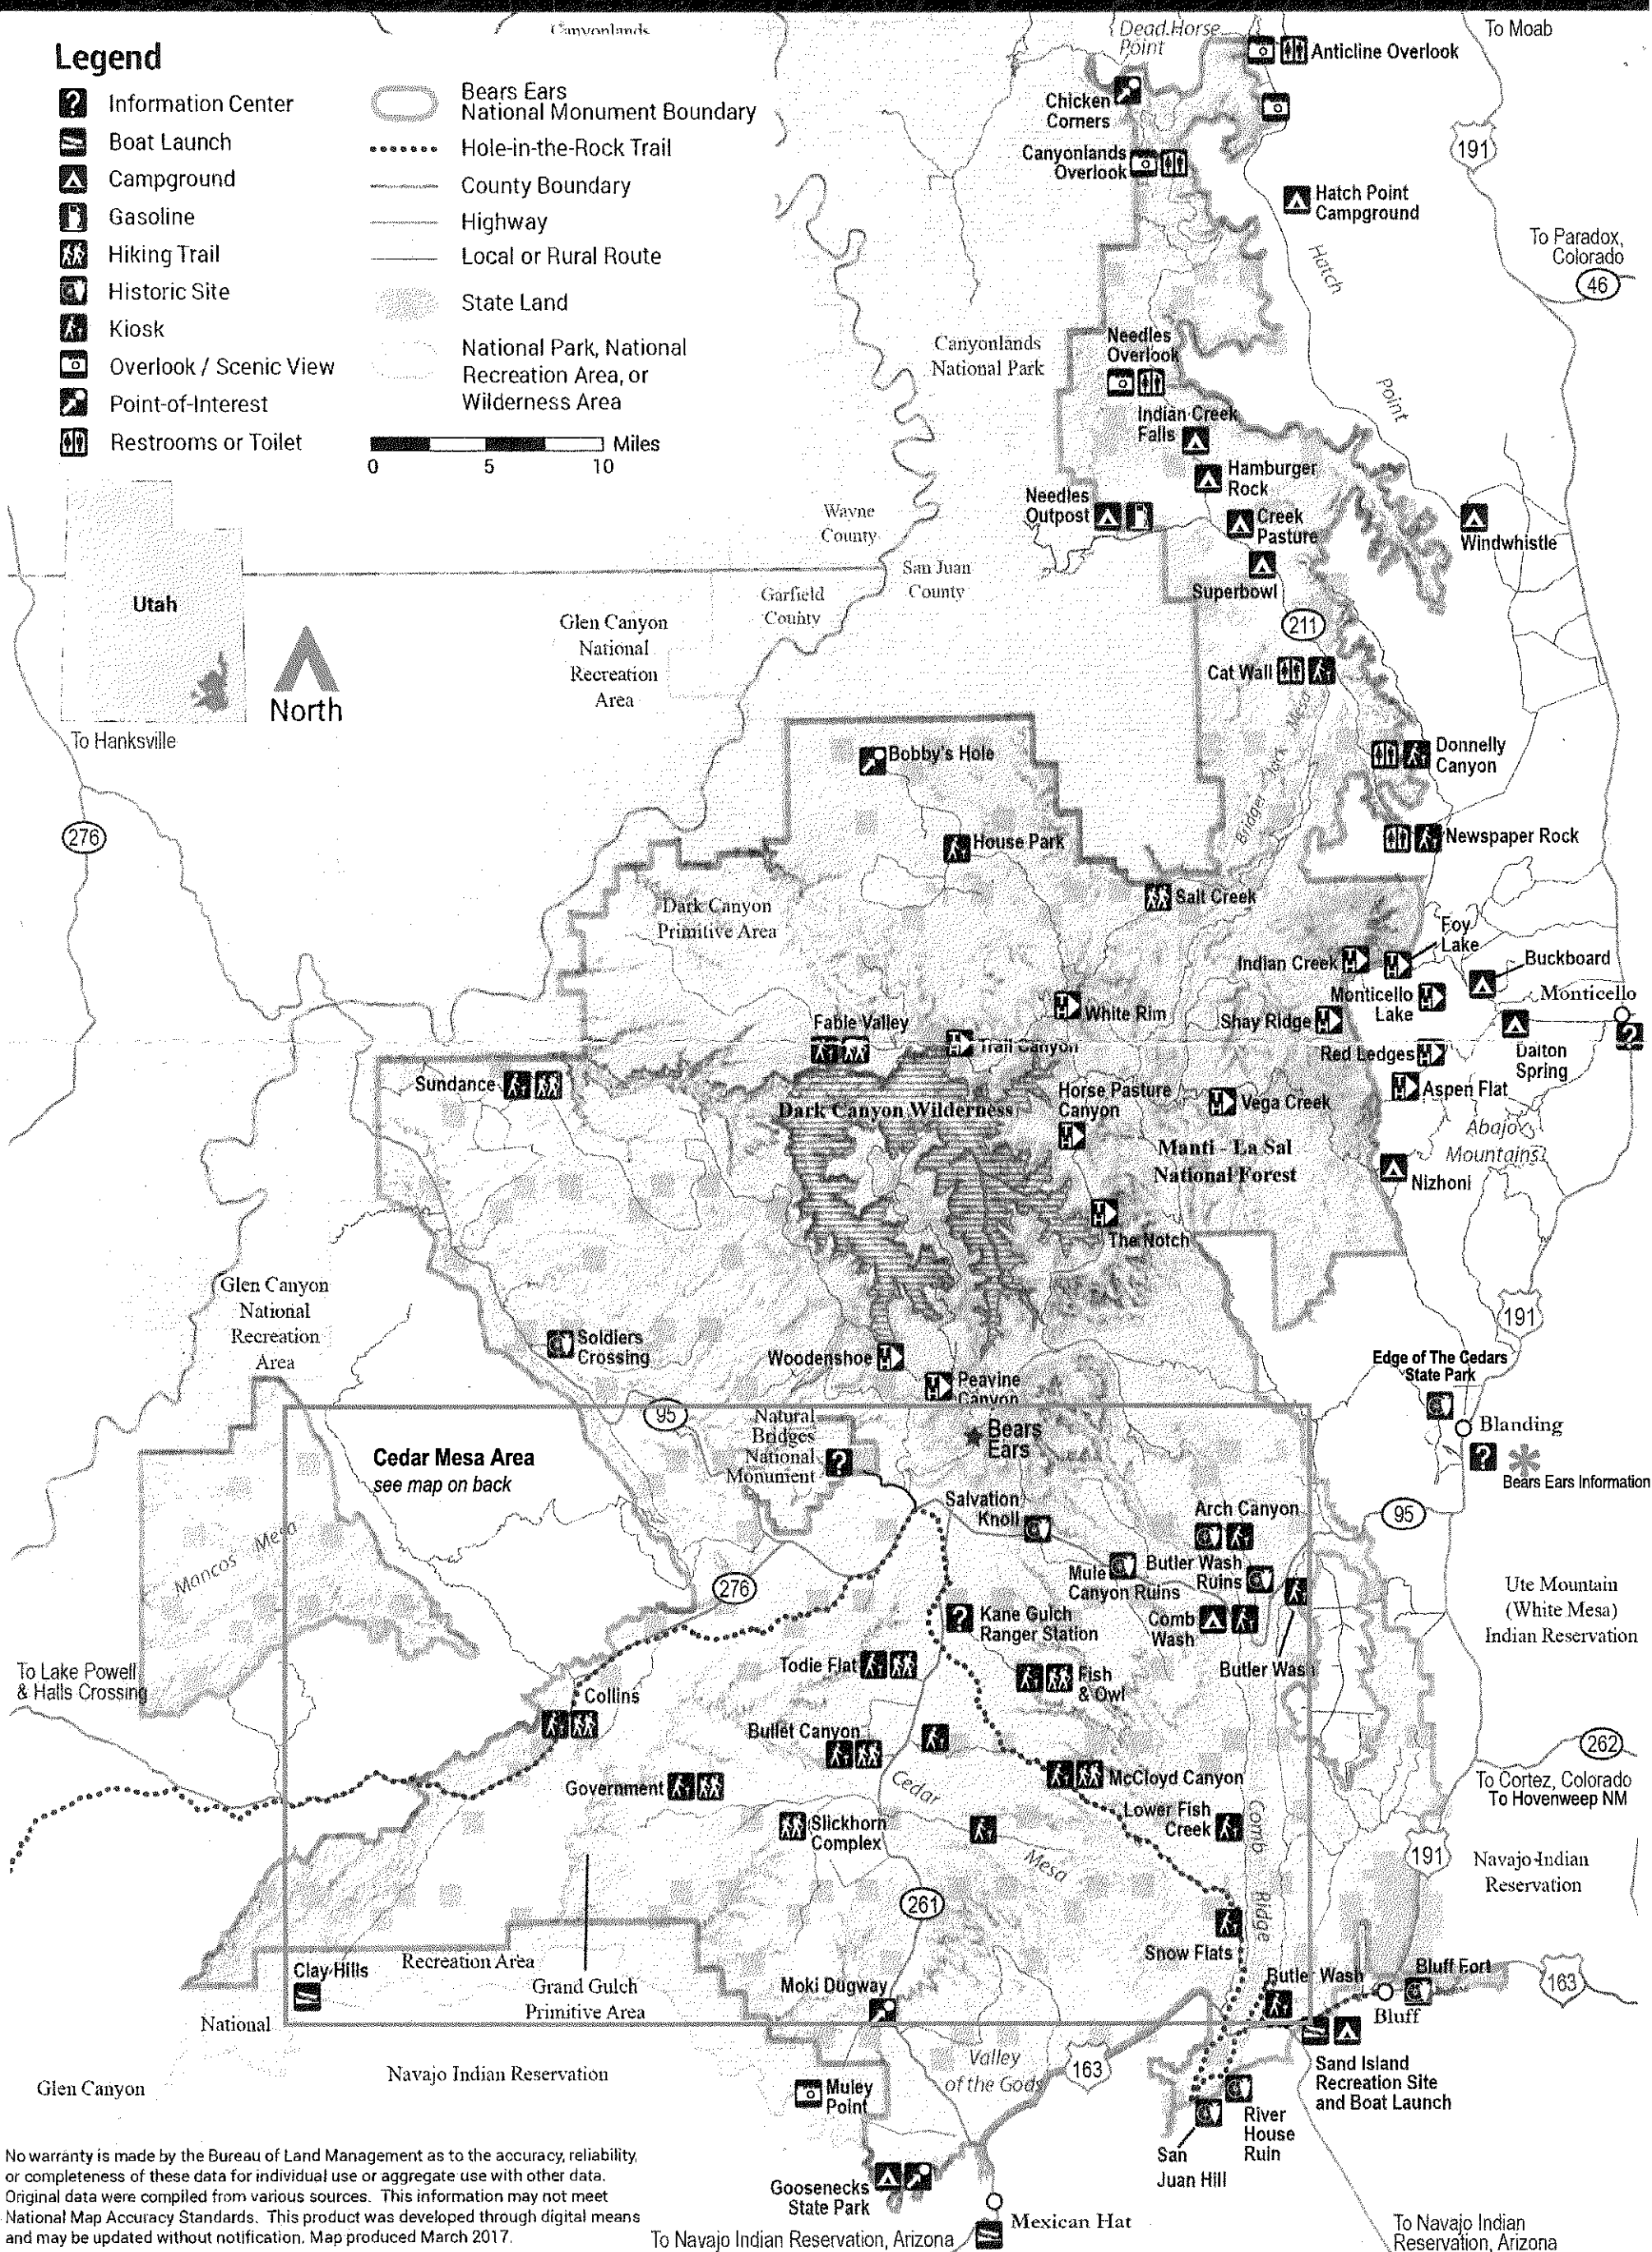 Canyonlands
Dead Horse
Point
To Moab
Legend
Information Center
Boat Launch
Campground
Gasoline
Hiking Trail
Historic Site
Kiosk
Overlook / Scenic View
Point-of-Interest
Restrooms or Toilet
Bears Ears
National Monument Boundary
Hole-in-the-Rock Trail
County Boundary
Highway
Local or Rural Route
State Land
National Park, National
Recreation Area, or
Wilderness Area
Miles
0 5 10
Utah
North
To Hanksville
276
Anticline Overlook
Chicken
Corners
Canyonlands
Overlook
191
Hatch Point
Campground
To Paradox,
Colorado
46
Hatch
Point
Canyonlands
National Park
Needles
Overlook
Indian Creek
Falls
Hamburger
Rock
Needles
Outpost
Creek
Pasture
Windwhistle
Superbowl
Wayne
County
San Juan
County
Garfield
County
Glen Canyon
National
Recreation
Area
211
Cat Wall
Bridger Jack Mesa
Donnelly
Canyon
Newspaper Rock
Bobby's Hole
House Park
Salt Creek
Dark Canyon
Primitive Area
Foy
Lake
Indian Creek
Buckboard
Monticello
Lake
Monticello
White Rim
Shay Ridge
Fable Valley
Trail Canyon
Red Ledges
Dalton
Spring
Sundance
Dark Canyon Wilderness
Horse Pasture
Canyon
Vega Creek
Aspen Flat
Abajo
Mountains
Manti - La Sal
National Forest
Nizhoni
The Notch
Glen Canyon
National
Recreation
Area
191
Soldiers
Crossing
Woodenshoe
Peavine
Canyon
Edge of The Cedars
State Park
Blanding
Bears Ears Information
95
Cedar Mesa Area
see map on back
Natural
Bridges
National
Monument
Bears
Ears
Salvation
Knoll
Arch Canyon
95
Mancos Mesa
276
Mule
Canyon Ruins
Butler Wash
Ruins
Ute Mountain
(White Mesa)
Indian Reservation
Kane Gulch
Ranger Station
Comb
Wash
Butler Wash
To Lake Powell
& Halls Crossing
Todie Flat
Fish
& Owl
Collins
Bullet Canyon
262
Government
Cedar
Mesa
McCloyd Canyon
To Cortez, Colorado
To Hovenweep NM
Slickhorn
Complex
Lower Fish
Creek
Comb
Ridge
191
Navajo Indian
Reservation
261
Snow Flats
Clay Hills
Recreation Area
Grand Gulch
Primitive Area
Moki Dugway
Butler Wash
Bluff Fort
163
Bluff
National
Glen Canyon
Navajo Indian Reservation
Valley
of the Gods
163
Sand Island
Recreation Site
and Boat Launch
Muley
Point
River
House
Ruin
San
Juan Hill
Goosenecks
State Park
Mexican Hat
To Navajo Indian Reservation, Arizona
To Navajo Indian
Reservation, Arizona
No warranty is made by the Bureau of Land Management as to the accuracy, reliability,
or completeness of these data for individual use or aggregate use with other data.
Original data were compiled from various sources. This information may not meet
National Map Accuracy Standards. This product was developed through digital means
and may be updated without notification. Map produced March 2017.